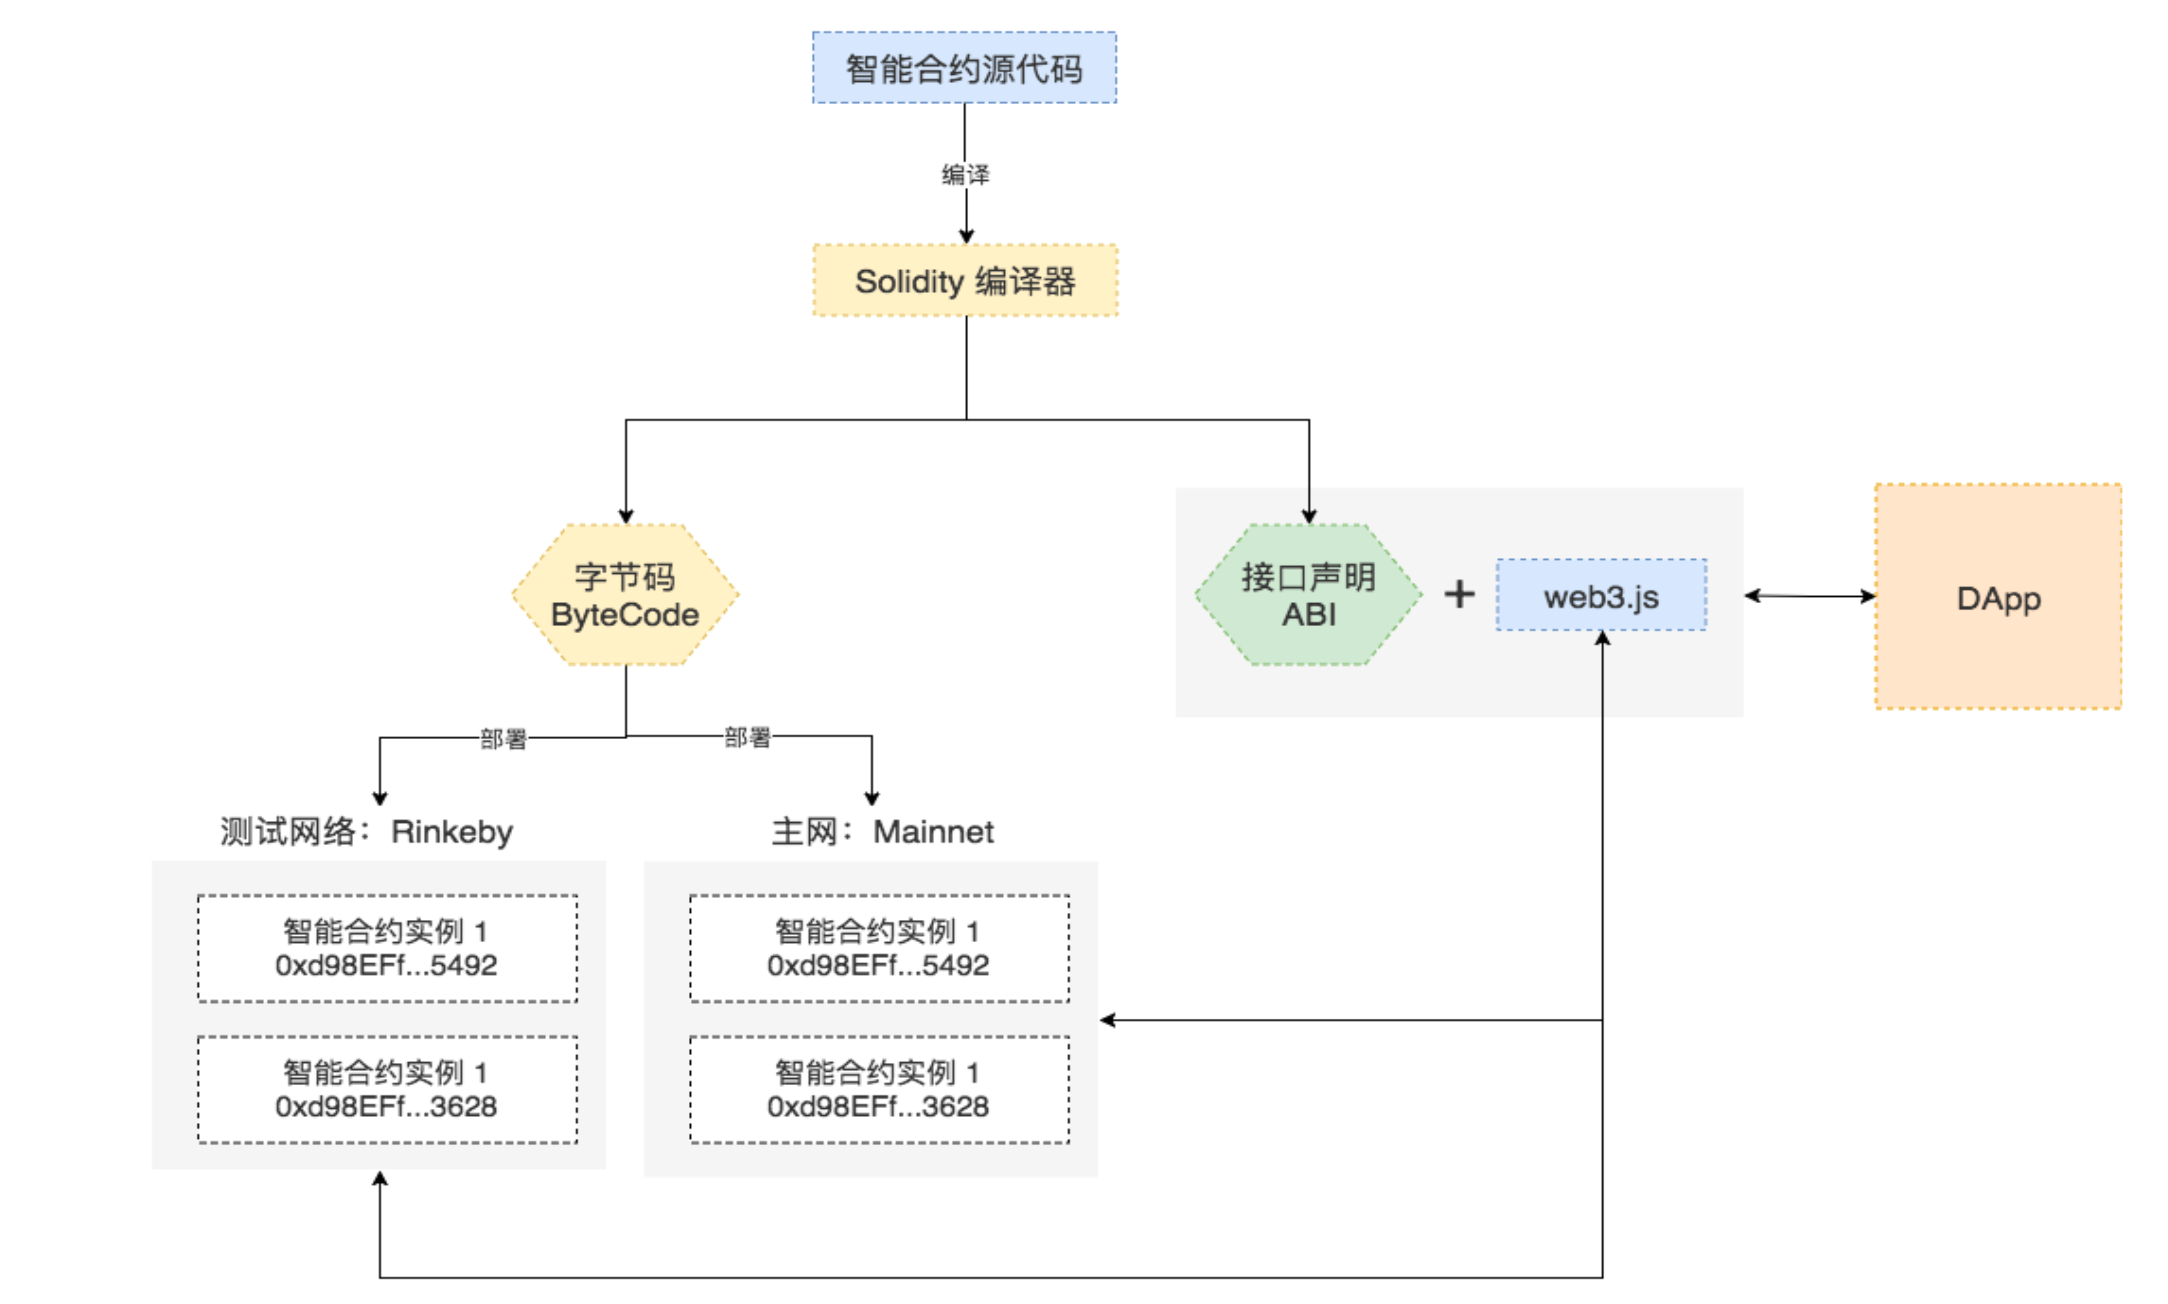 智能合约源代码
编译
Solidity 编译器
字节码
ByteCode
接口声明
ABI
+
web3.js
DApp
部署
部署
测试网络：Rinkeby
主网：Mainnet
智能合约实例 1
0xd98EFf...5492
智能合约实例 1
0xd98EFf...3628
智能合约实例 1
0xd98EFf...5492
智能合约实例 1
0xd98EFf...3628